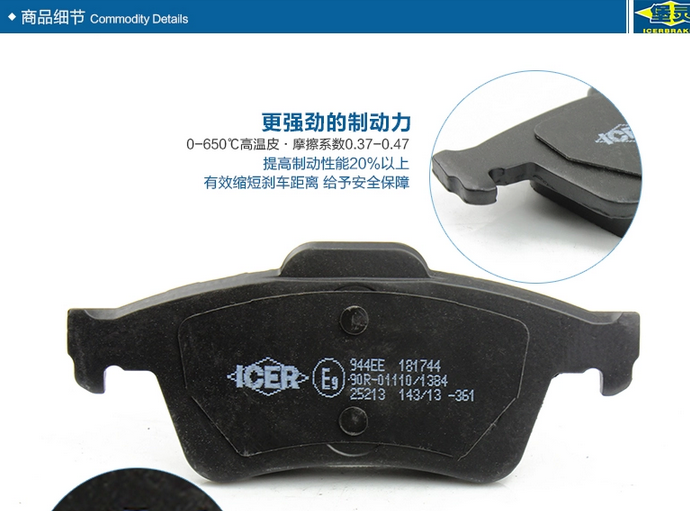 商品细节 Commodity Details
堡灵
ICERBRAK
更强劲的制动力
0-650℃高温皮·摩擦系数0.37-0.47
提高制动性能20%以上
有效缩短刹车距离 给予安全保障
ICER
ICER E9 944EE 181744
90R-01110/1384
25213 143/13 -361